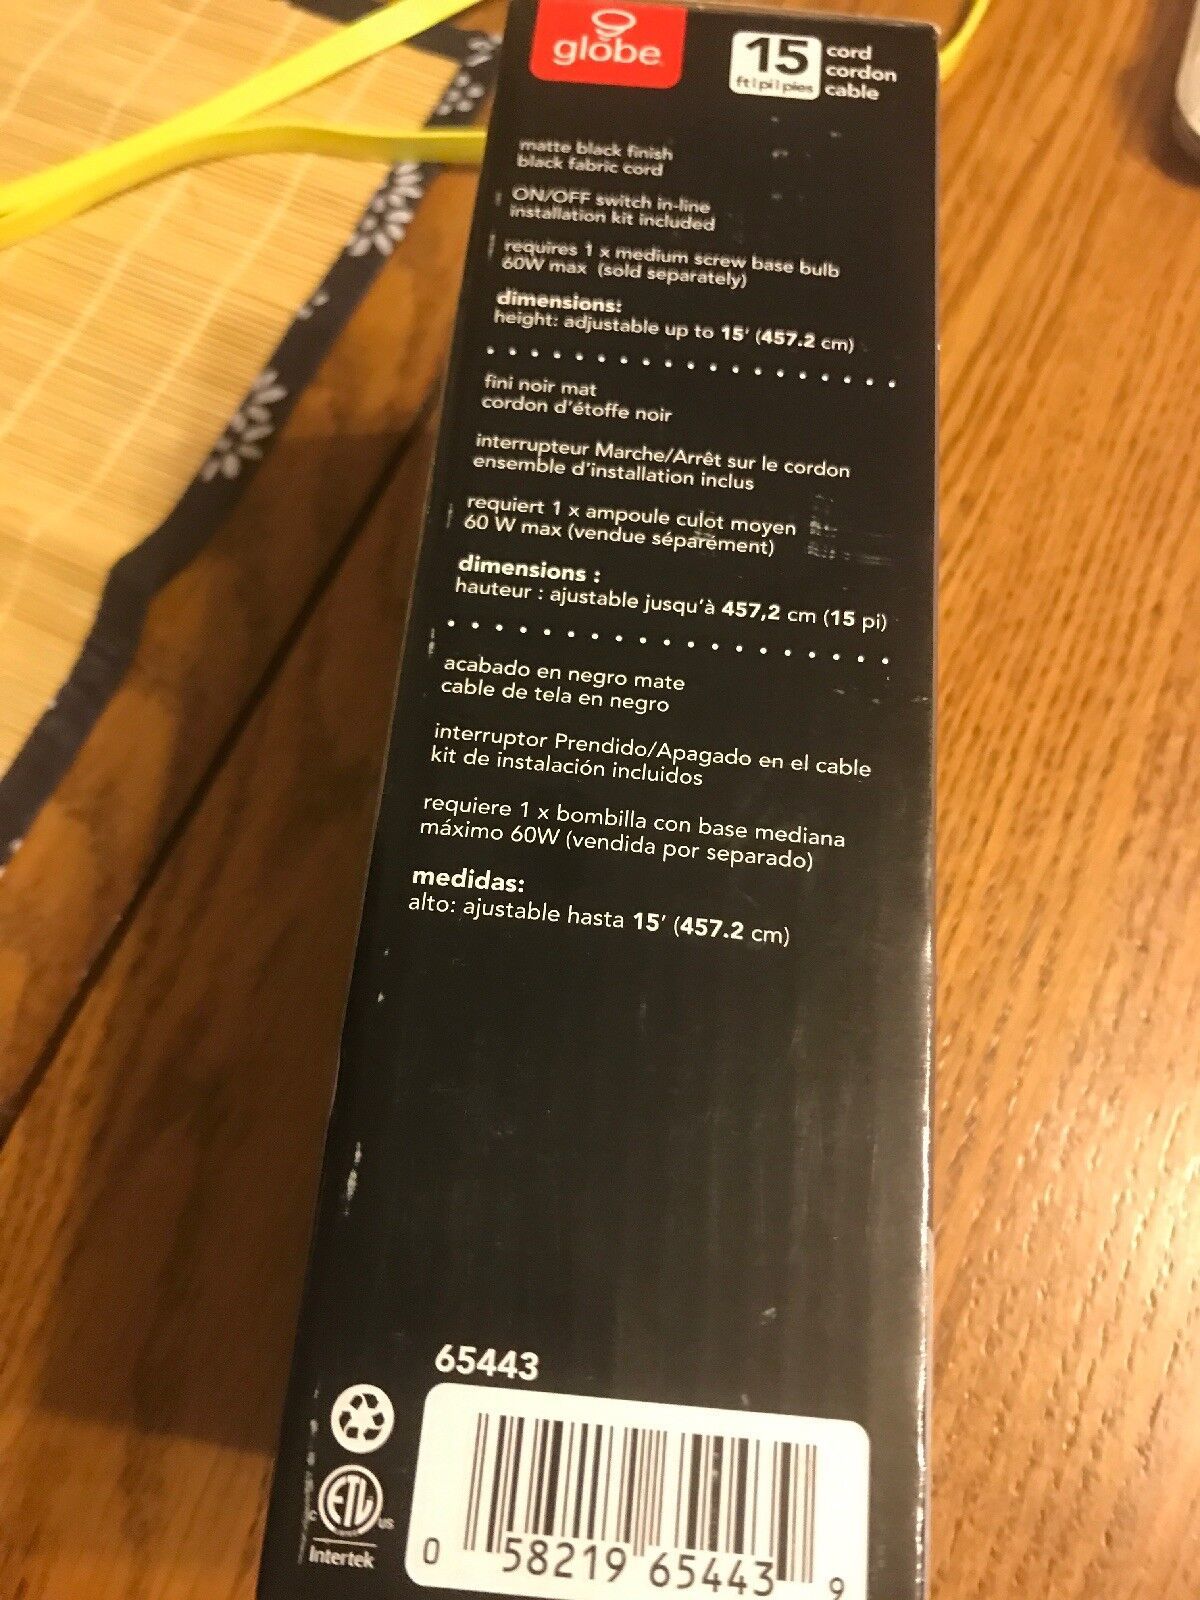 globe
15
ft|pi|pies
cord
cordon
cable
matte black finish
black fabric cord
ON/OFF switch in-line
installation kit included
requires 1 x medium screw base bulb
60W max (sold separately)
dimensions:
height: adjustable up to 15' (457.2 cm)
fini noir mat
cordon d'étoffe noir
interrupteur Marche/Arrêt sur le cordon
ensemble d'installation inclus
requiert 1 x ampoule culot moyen
60 W max (vendue séparément)
dimensions :
hauteur : ajustable jusqu'à 457,2 cm (15 pi)
acabado en negro mate
cable de tela en negro
interruptor Prendido/Apagado en el cable
kit de instalación incluidos
requiere 1 x bombilla con base mediana
máximo 60W (vendida por separado)
medidas:
alto: ajustable hasta 15' (457.2 cm)
65443
ETL
C US
Intertek
0 58219 65443 9